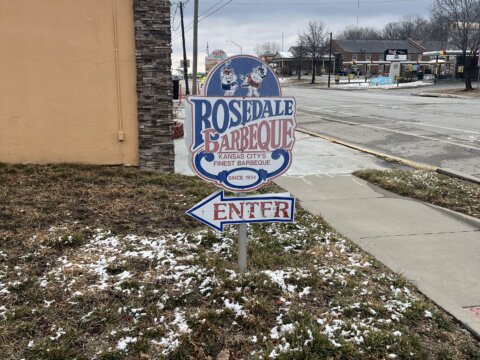 ROSEDALE
BARBEQUE
KANSAS CITY'S
FINEST BARBEQUE
SINCE 1934
ENTER